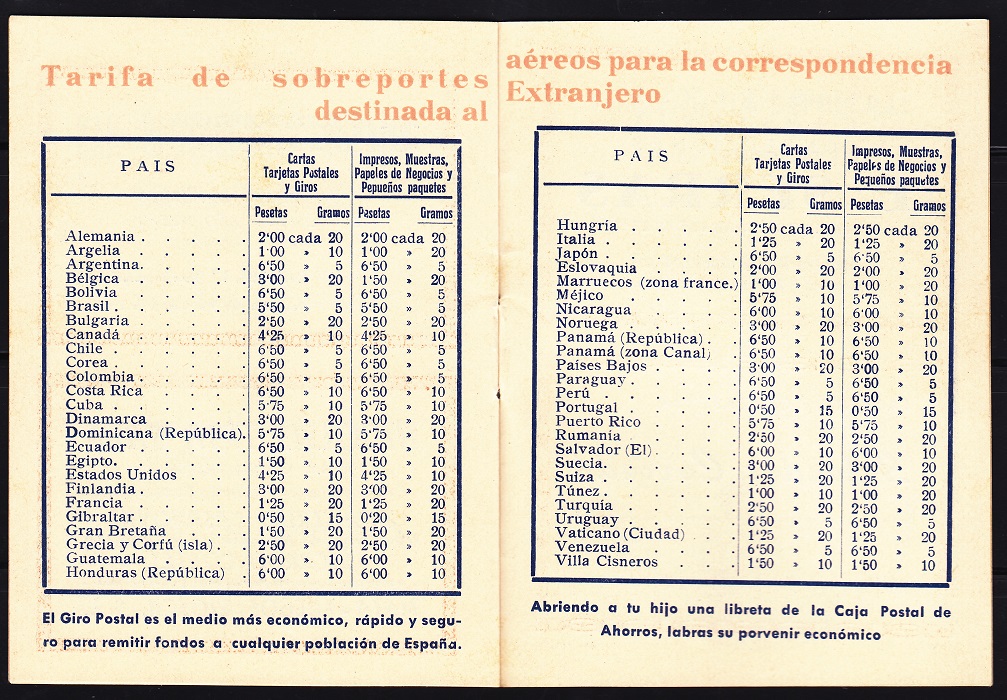 Tarifa de sobreportes
destinada al
PAIS
Cartas
Tarjetas Postales
y Giros
Impresos, Muestras,
Papeles de Negocios y
Pepueños paquetes
Pesetas Gramos Pasetas Gramos
Alemania . . . . . 2'00 cada 20 2'00 cada 20
Argelia . . . . . 1'00 » 10 1'00 » 20
Argentina. . . . . 6'50 » 5 6'50 » 5
Bélgica . . . . . 3'00 » 20 1'50 » 20
Bolivia . . . . . 6'50 » 5 6'50 » 5
Brasil . . . . . 5'50 » 5 5'50 » 5
Bulgaria . . . . . 2'50 » 20 2'50 » 20
Canadá . . . . . 4'25 » 10 4'25 » 10
Chile . . . . . 6'50 » 5 6'50 » 5
Corea . . . . . 6'50 » 5 6'50 » 5
Colombia . . . . . 6'50 » 5 6'50 » 5
Costa Rica . . . . 6'50 » 10 6'50 » 10
Cuba . . . . . 5'75 » 10 5'75 » 10
Dinamarca . . . . 3'00 » 20 3'00 » 20
Dominicana (República). 5'75 » 10 5'75 » 10
Ecuador . . . . . 6'50 » 5 6'50 » 5
Egipto. . . . . . 1'50 » 10 1'50 » 10
Estados Unidos . . . 4'25 » 10 4'25 » 10
Finlandia . . . . . 3'00 » 20 3'00 » 20
Francia . . . . . 1'25 » 20 1'25 » 20
Gibraltar . . . . . 0'50 » 15 0'20 » 15
Gran Bretaña . . . . 1'50 » 20 1'50 » 20
Grecia y Corfú (isla) . . 2'50 » 20 2'50 » 20
Guatemala . . . . 6'00 » 10 6'00 » 10
Honduras (República) . 6'00 » 10 6'00 » 10
El Giro Postal es el medio más económico, rápido y segu-
ro para remitir fondos a cualquier población de España.
aéreos para la correspondencia
Extranjero
PAIS
Cartas
Tarjetas Postales
y Giros
Impresos, Muestras,
Papeles de Negocios y
Pequeños paquetes
Pesetas Gramos Pesetas Gramos
Hungría . . . . . 2'50 cada 20 2'50 cada 20
Italia . . . . . 1'25 » 20 1'25 » 20
Japón . . . . . 6'50 » 5 6'50 » 5
Eslovaquia . . . . 2'00 » 20 2'00 » 20
Marruecos (zona france.) 1'00 » 10 1'00 » 20
Méjico . . . . . 5'75 » 10 5'75 » 10
Nicaragua . . . . 6'00 » 10 6'00 » 10
Noruega . . . . . 3'00 » 20 3'00 » 20
Panamá (República) . . 6'50 » 10 6'50 » 10
Panamá (zona Canal) . 6'50 » 10 6'50 » 10
Países Bajos . . . . 3'00 » 20 3'00 » 20
Paraguay. . . . . 6'50 » 5 6'50 » 5
Perú . . . . . . 6'50 » 5 6'50 » 5
Portugal . . . . . 0'50 » 15 0'50 » 15
Puerto Rico . . . . 5'75 » 10 5'75 » 10
Rumanía . . . . . 2'50 » 20 2'50 » 20
Salvador (El) . . . . 6'00 » 10 6'00 » 10
Suecia. . . . . . 3'00 » 20 3'00 » 20
Suiza . . . . . . 1'25 » 20 1'25 » 20
Túnez . . . . . . 1'00 » 10 1'00 » 20
Turquía . . . . . 2'50 » 20 2'50 » 20
Uruguay . . . . . 6'50 » 5 6'50 » 5
Vaticano (Ciudad) . . 1'25 » 20 1'25 » 20
Venezuela . . . . 6'50 » 5 6'50 » 5
Villa Cisneros . . . . 1'50 » 10 1'50 » 10
Abriendo a tu hijo una libreta de la Caja Postal de
Ahorros, labras su porvenir económico